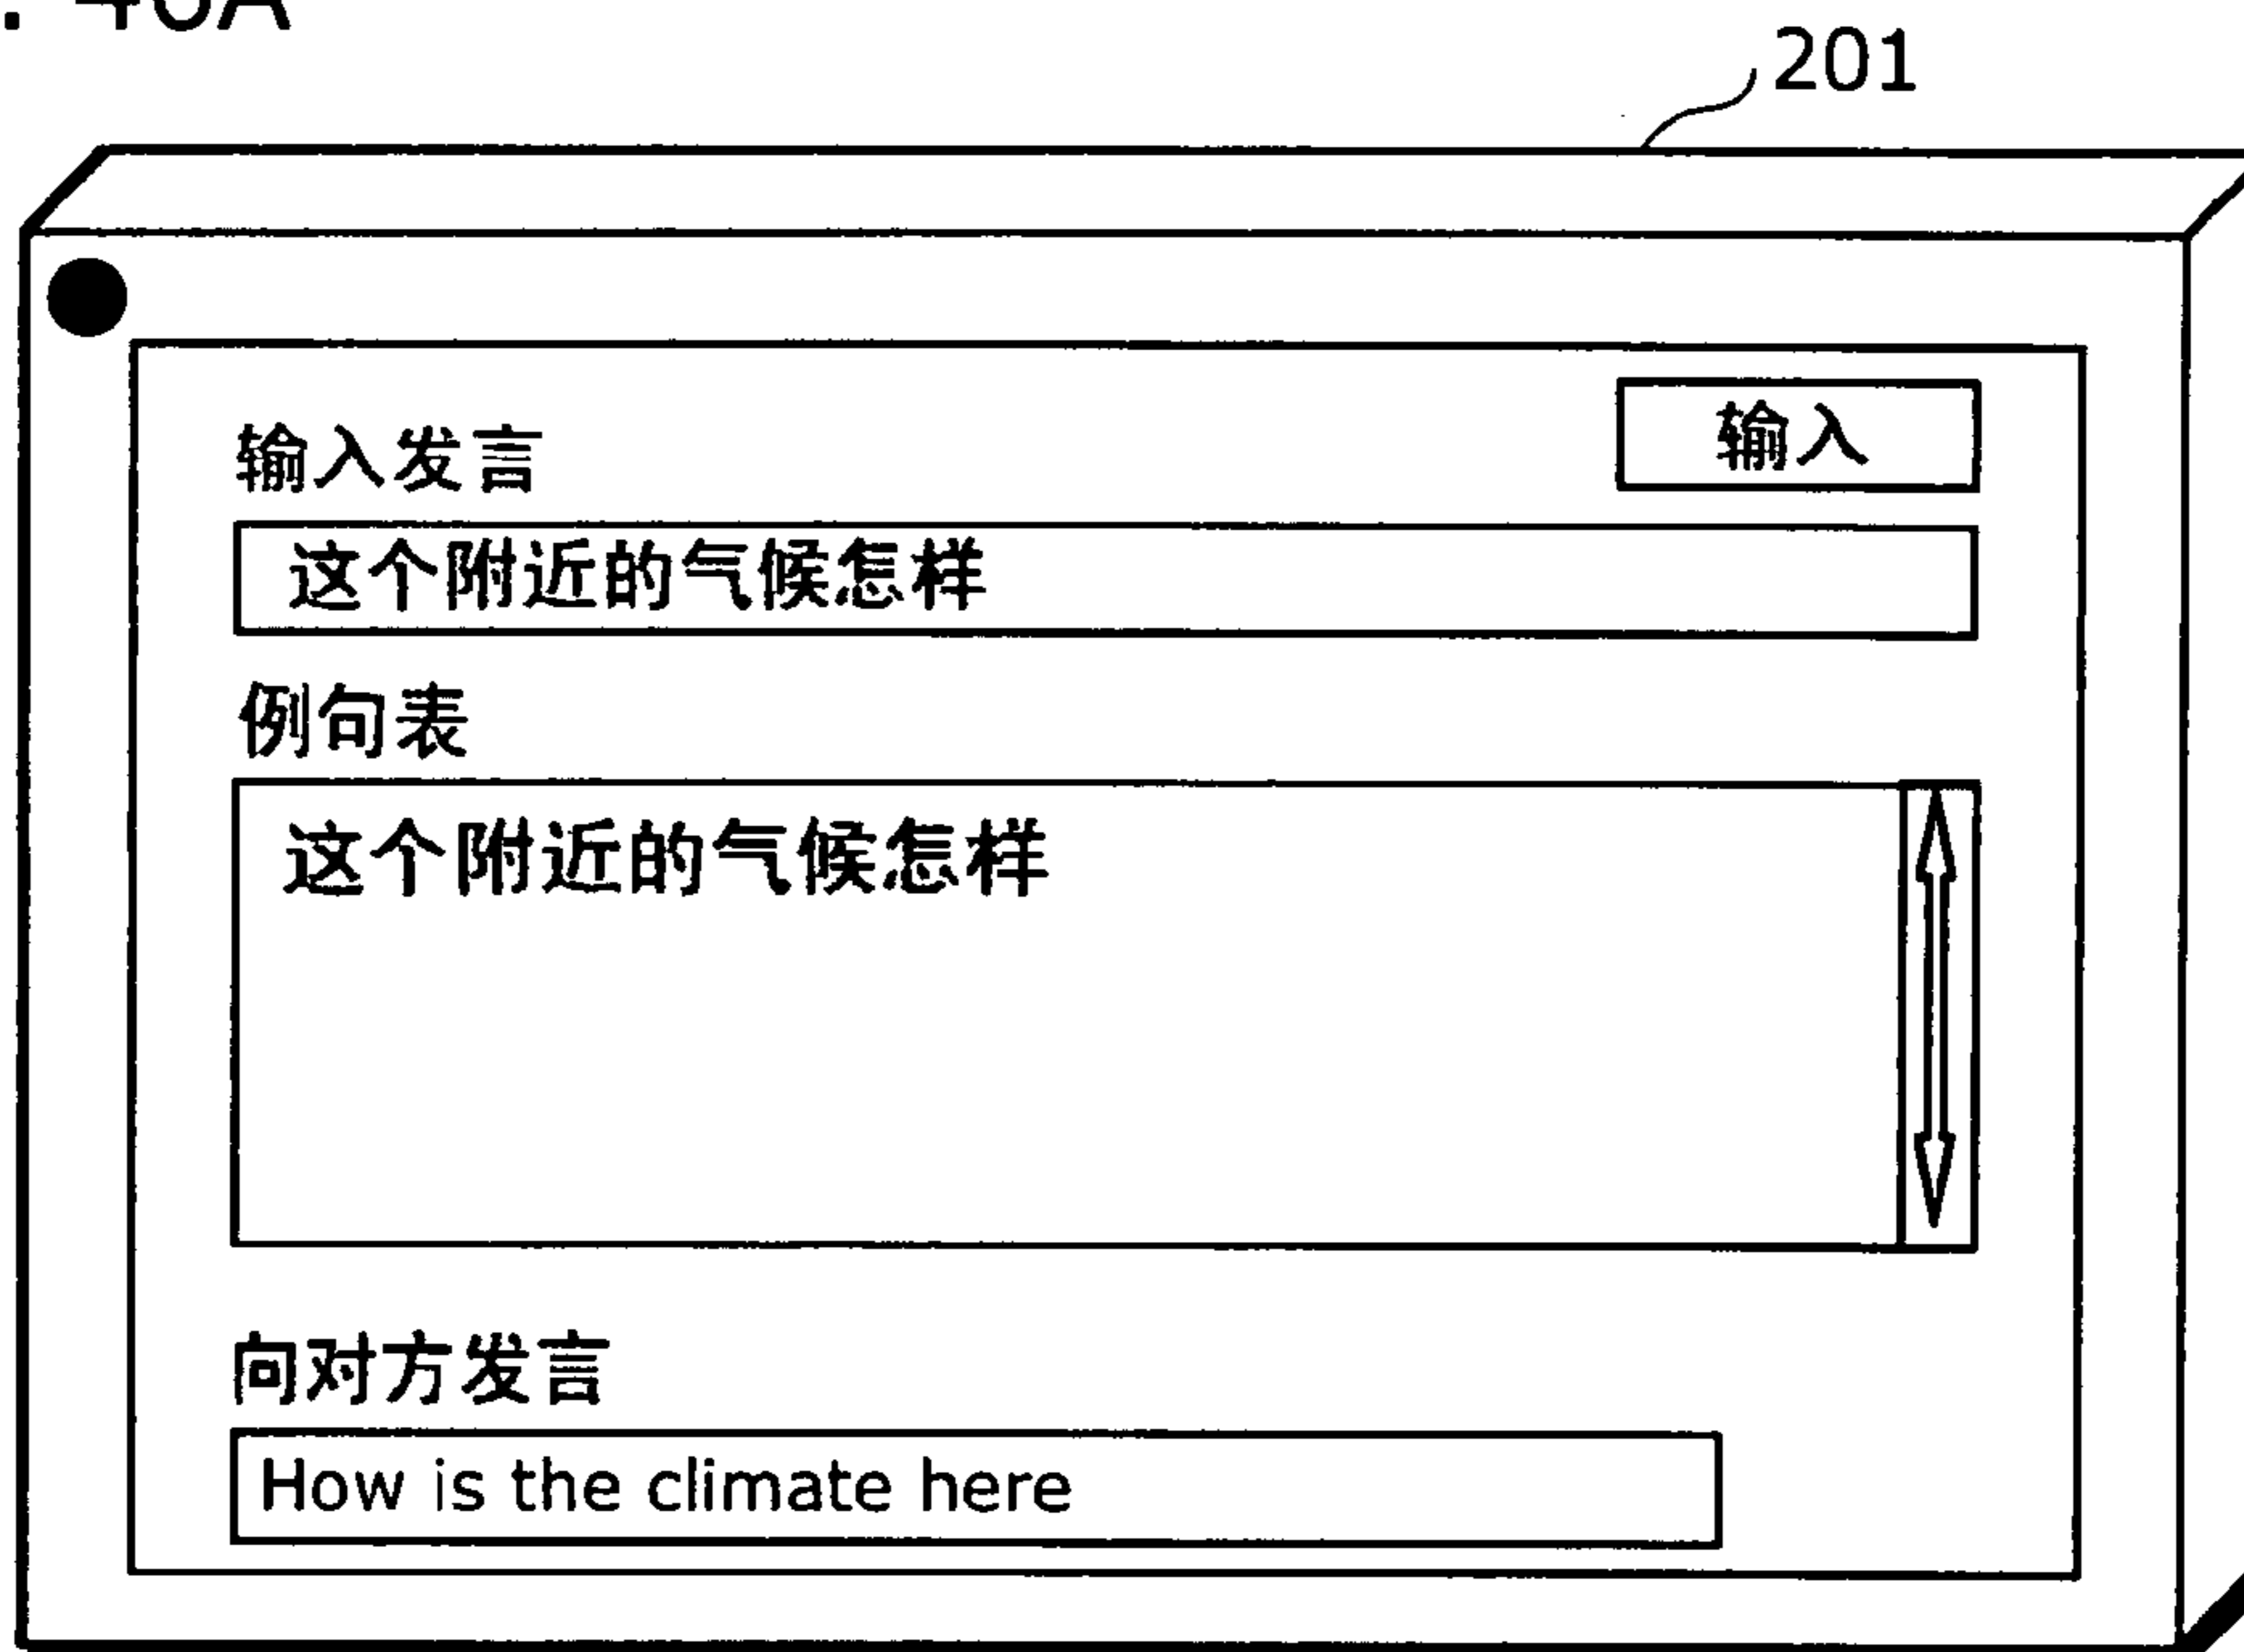 201
输入发言
输入
这个附近的气候怎样
例句表
这个附近的气候怎样
向对方发言
How is the climate here